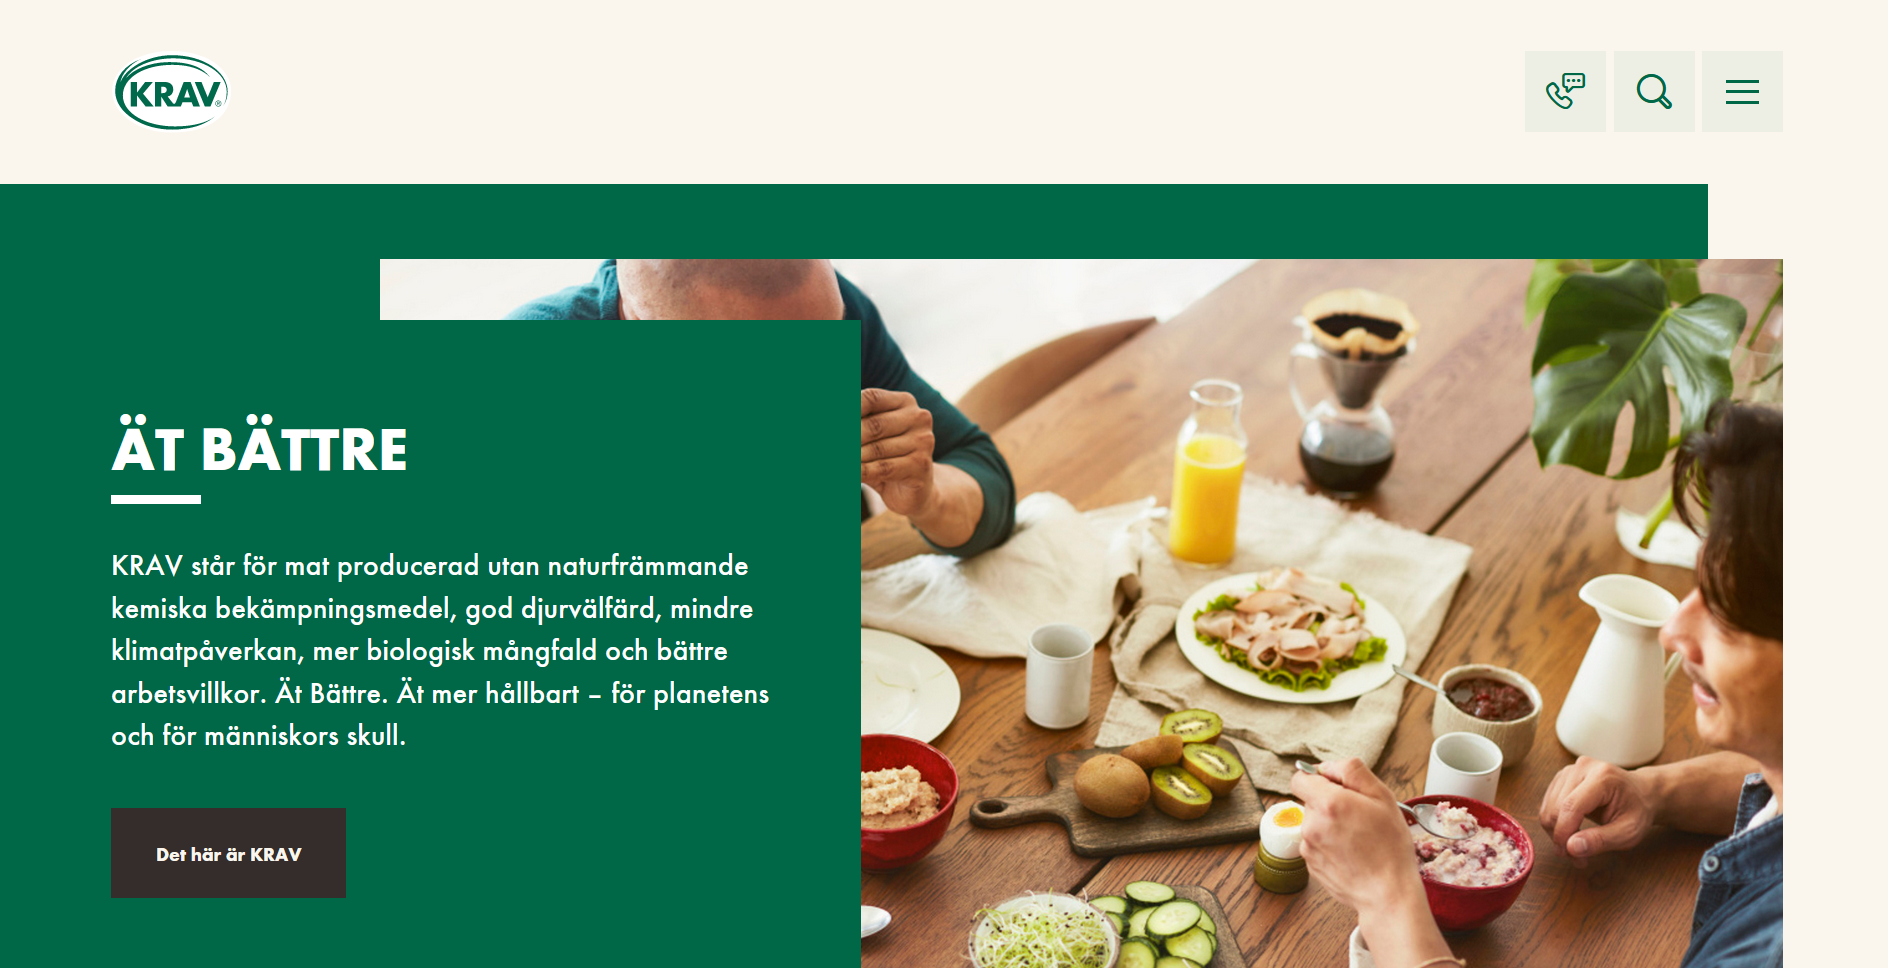 KRAV®
ÄT BÄTTRE
KRAV står för mat producerad utan naturfrämmande
kemiska bekämpningsmedel, god djurvälfärd, mindre
klimatpåverkan, mer biologisk mångfald och bättre
arbetsvillkor. Ät Bättre. Ät mer hållbart – för planetens
och för människors skull.
Det här är KRAV